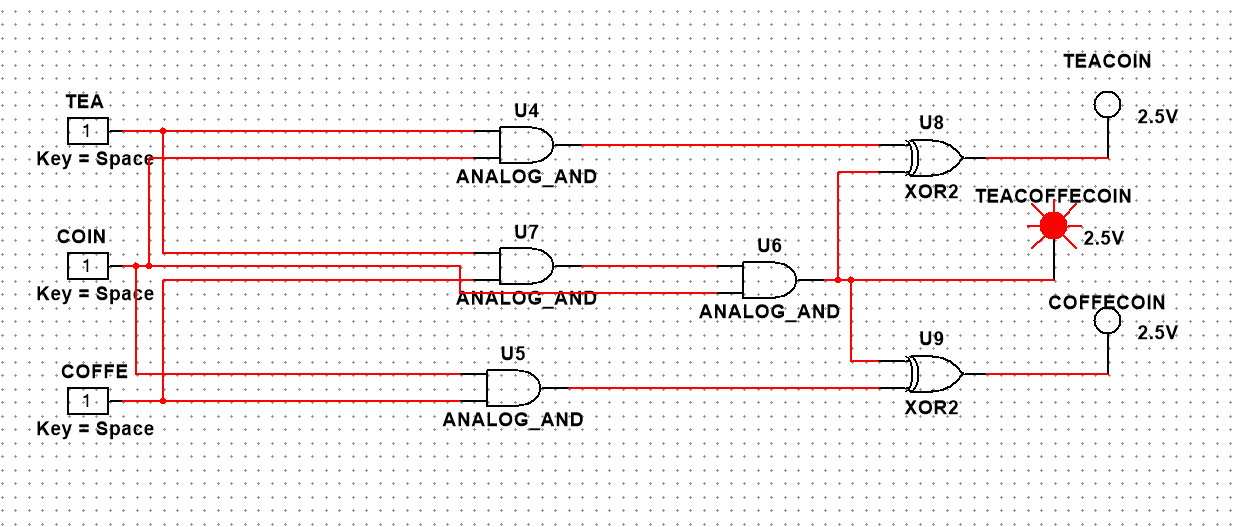 TEACOIN
2.5V
TEA
1
Key = Space
U4
ANALOG_AND
U8
XOR2
TEACOFFECOIN
2.5V
COIN
1
Key = Space
U7
ANALOG_AND
U6
ANALOG_AND
COFFECOIN
2.5V
U9
XOR2
U5
ANALOG_AND
COFFE
1
Key = Space